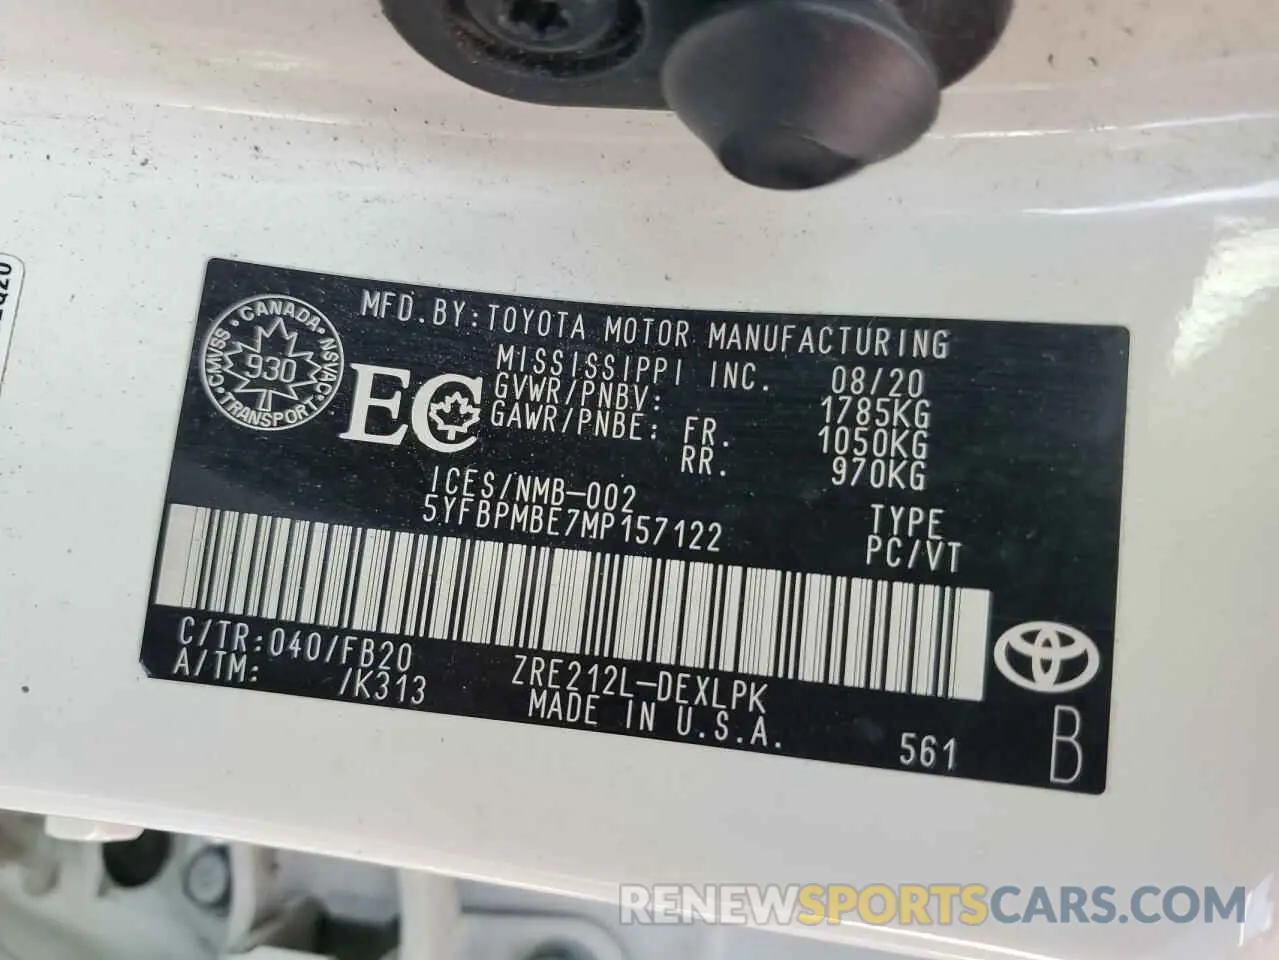 MFD. BY: TOYOTA MOTOR MANUFACTURING
MISSISSIPPI INC. 08/20
GVWR/PNBV: 1785KG
GAWR/PNBE: FR. 1050KG
RR. 970KG
CANADA
CMVSS NSVAC
930
TRANSPORT
EC
ICES/NMB-002
5YFBPMBE7MP157122
TYPE
PC/VT
C/TR:040/FB20
A/TM: /K313
ZRE212L-DEXLPK
MADE IN U.S.A.
561
B
RENEWSPORTSCARS.COM